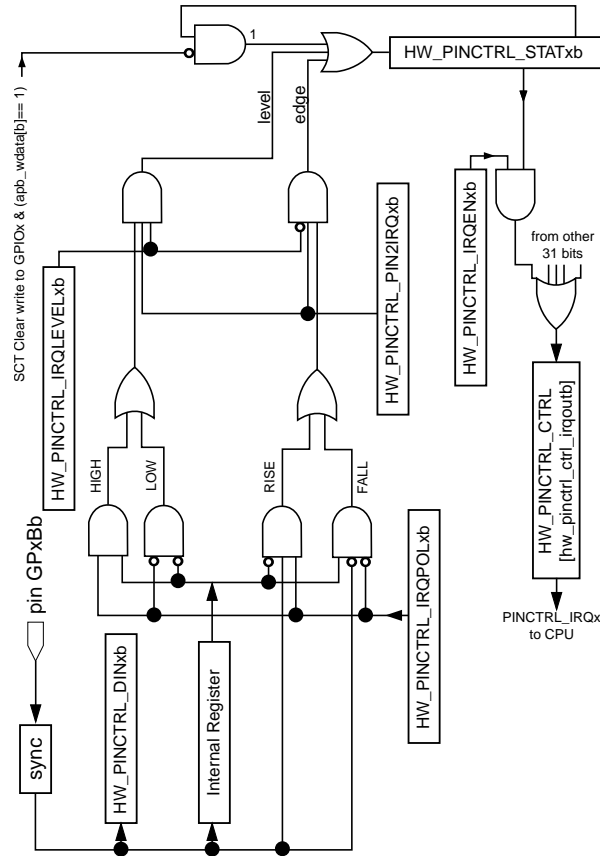 1
HW_PINCTRL_STATxb
SCT Clear write to GPIOx & (apb_wdata[b]== 1)
level
edge
HW_PINCTRL_IRQENxb
from other
31 bits
HW_PINCTRL_IRQLEVELxb
HW_PINCTRL_PIN2IRQxb
HW_PINCTRL_CTRL
[hw_pinctrl_ctrl_irqoutb]
HIGH
LOW
RISE
FALL
pin GPxBb
HW_PINCTRL_IRQPOLxb
PINCTRL_IRQx
to CPU
sync
HW_PINCTRL_DINxb
Internal Register